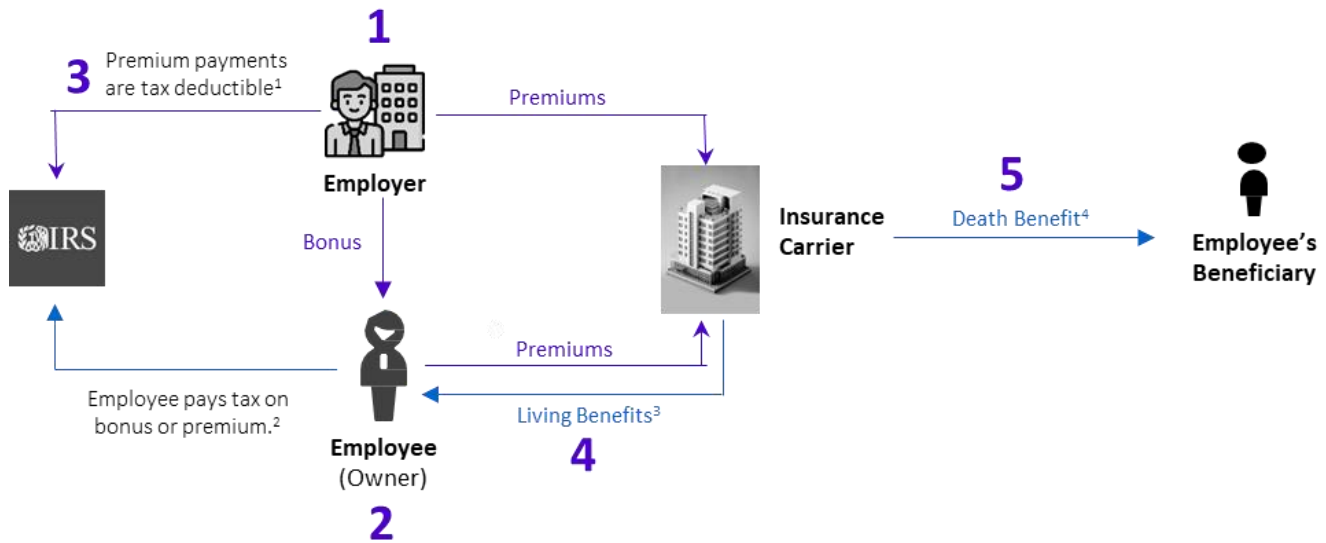 1
3
Premium payments
are tax deductible¹
Premiums
Employer
5
IRS
Insurance
Carrier
Death Benefit⁴
Employee’s
Beneficiary
Bonus
Premiums
Employee pays tax on
bonus or premium.²
Living Benefits³
4
Employee
(Owner)
2